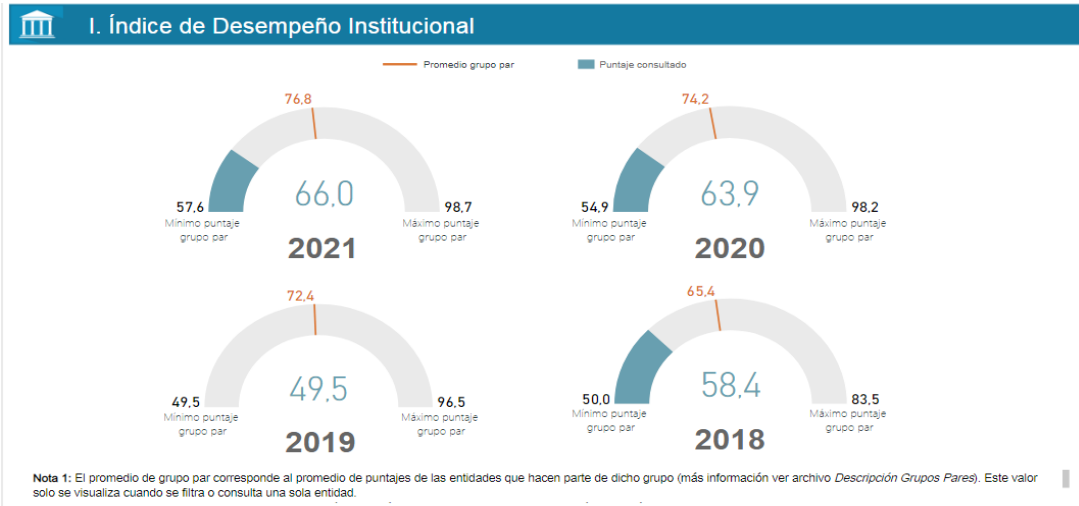 I. Índice de Desempeño Institucional
Promedio grupo par
Puntaje consultado
76,8
66,0
57,6
Mínimo puntaje
grupo par
98,7
Máximo puntaje
grupo par
2021
74,2
63,9
54,9
Mínimo puntaje
grupo par
98,2
Máximo puntaje
grupo par
2020
72,4
49,5
49,5
Mínimo puntaje
grupo par
96,5
Máximo puntaje
grupo par
2019
65,4
58,4
50,0
Mínimo puntaje
grupo par
83,5
Máximo puntaje
grupo par
2018
Nota 1: El promedio de grupo par corresponde al promedio de puntajes de las entidades que hacen parte de dicho grupo (más información ver archivo Descripción Grupos Pares). Este valor
solo se visualiza cuando se filtra o consulta una sola entidad.